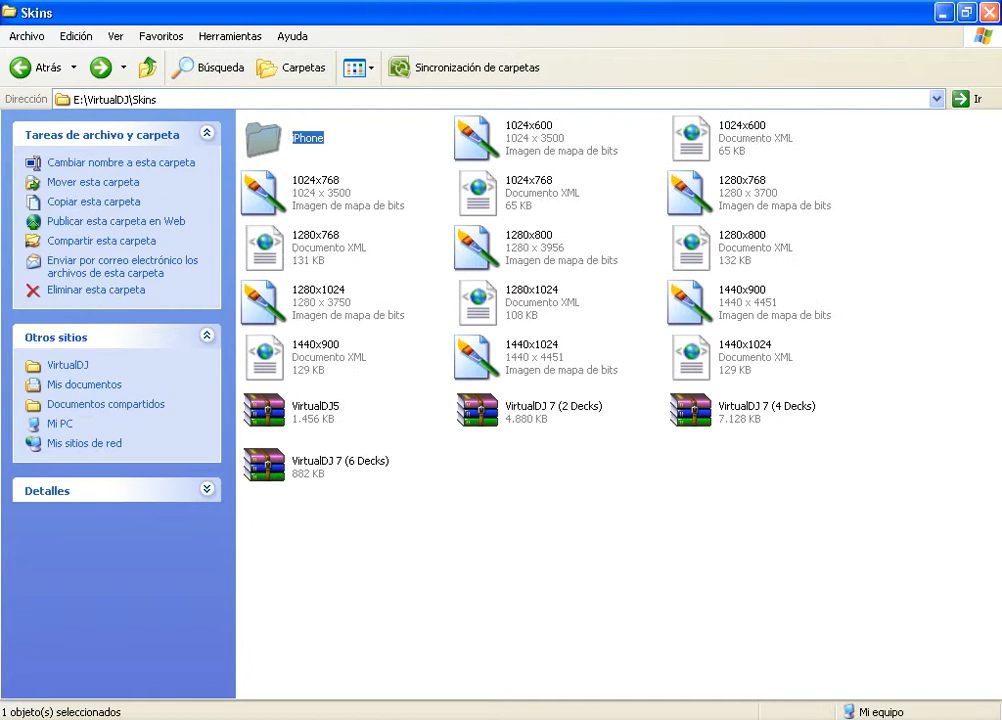 Skins
Archivo Edición Ver Favoritos Herramientas Ayuda
Atrás Búsqueda Carpetas Sincronización de carpetas
Dirección E:\VirtualDJ\Skins Ir
Tareas de archivo y carpeta
Cambiar nombre a esta carpeta
Mover esta carpeta
Copiar esta carpeta
Publicar esta carpeta en Web
Compartir esta carpeta
Enviar por correo electrónico los
archivos de esta carpeta
Eliminar esta carpeta
Otros sitios
VirtualDJ
Mis documentos
Documentos compartidos
Mi PC
Mis sitios de red
Detalles
iPhone
1024x600
1024 x 3500
Imagen de mapa de bits
1024x600
Documento XML
65 KB
1024x768
1024 x 3500
Imagen de mapa de bits
1024x768
Documento XML
65 KB
1280x768
1280 x 3700
Imagen de mapa de bits
1280x768
Documento XML
131 KB
1280x800
1280 x 3956
Imagen de mapa de bits
1280x800
Documento XML
132 KB
1280x1024
1280 x 3750
Imagen de mapa de bits
1280x1024
Documento XML
108 KB
1440x900
1440 x 4451
Imagen de mapa de bits
1440x900
Documento XML
129 KB
1440x1024
1440 x 4451
Imagen de mapa de bits
1440x1024
Documento XML
129 KB
VirtualDJ5
1.456 KB
VirtualDJ 7 (2 Decks)
4.880 KB
VirtualDJ 7 (4 Decks)
7.128 KB
VirtualDJ 7 (6 Decks)
882 KB
1 objeto(s) seleccionados Mi equipo